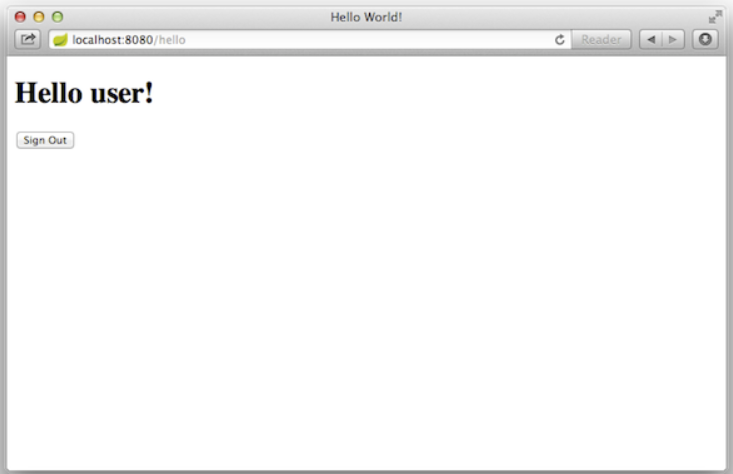 Hello World!
localhost:8080/hello
Reader
Hello user!
Sign Out